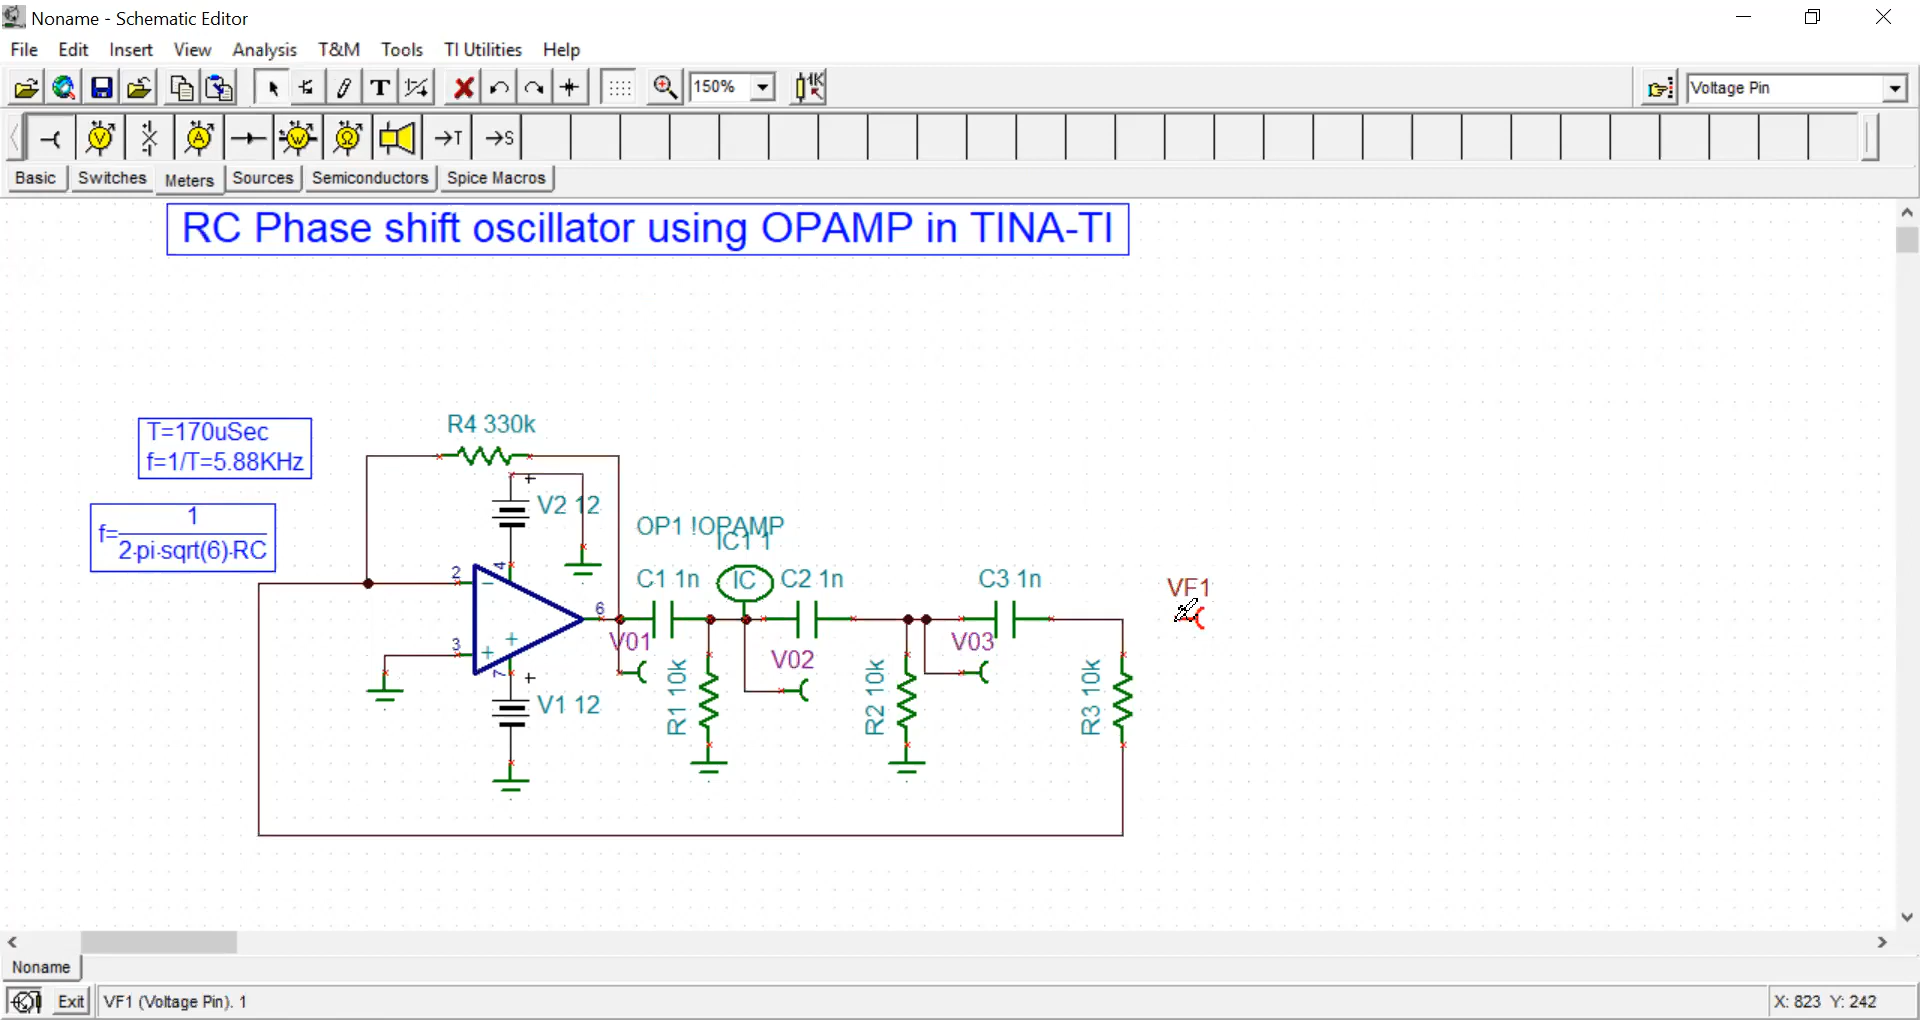 Noname - Schematic Editor
File Edit Insert View Analysis T&M Tools TI Utilities Help
T 150% 1K Voltage Pin
V A W Ω →T →S
Basic Switches Meters Sources Semiconductors Spice Macros
RC Phase shift oscillator using OPAMP in TINA-TI
R4 330k
T=170uSec
f=1/T=5.88KHz
V2 12
f=1/2·pi·sqrt(6)·RC
OP1 !OPAMP
IC1 1
2 4 C1 1n IC C2 1n C3 1n VF1
6
3 V01 V02 V03
7 R1 10k R2 10k R3 10k
V1 12
Noname
Exit VF1 (Voltage Pin). 1 X: 823 Y: 242